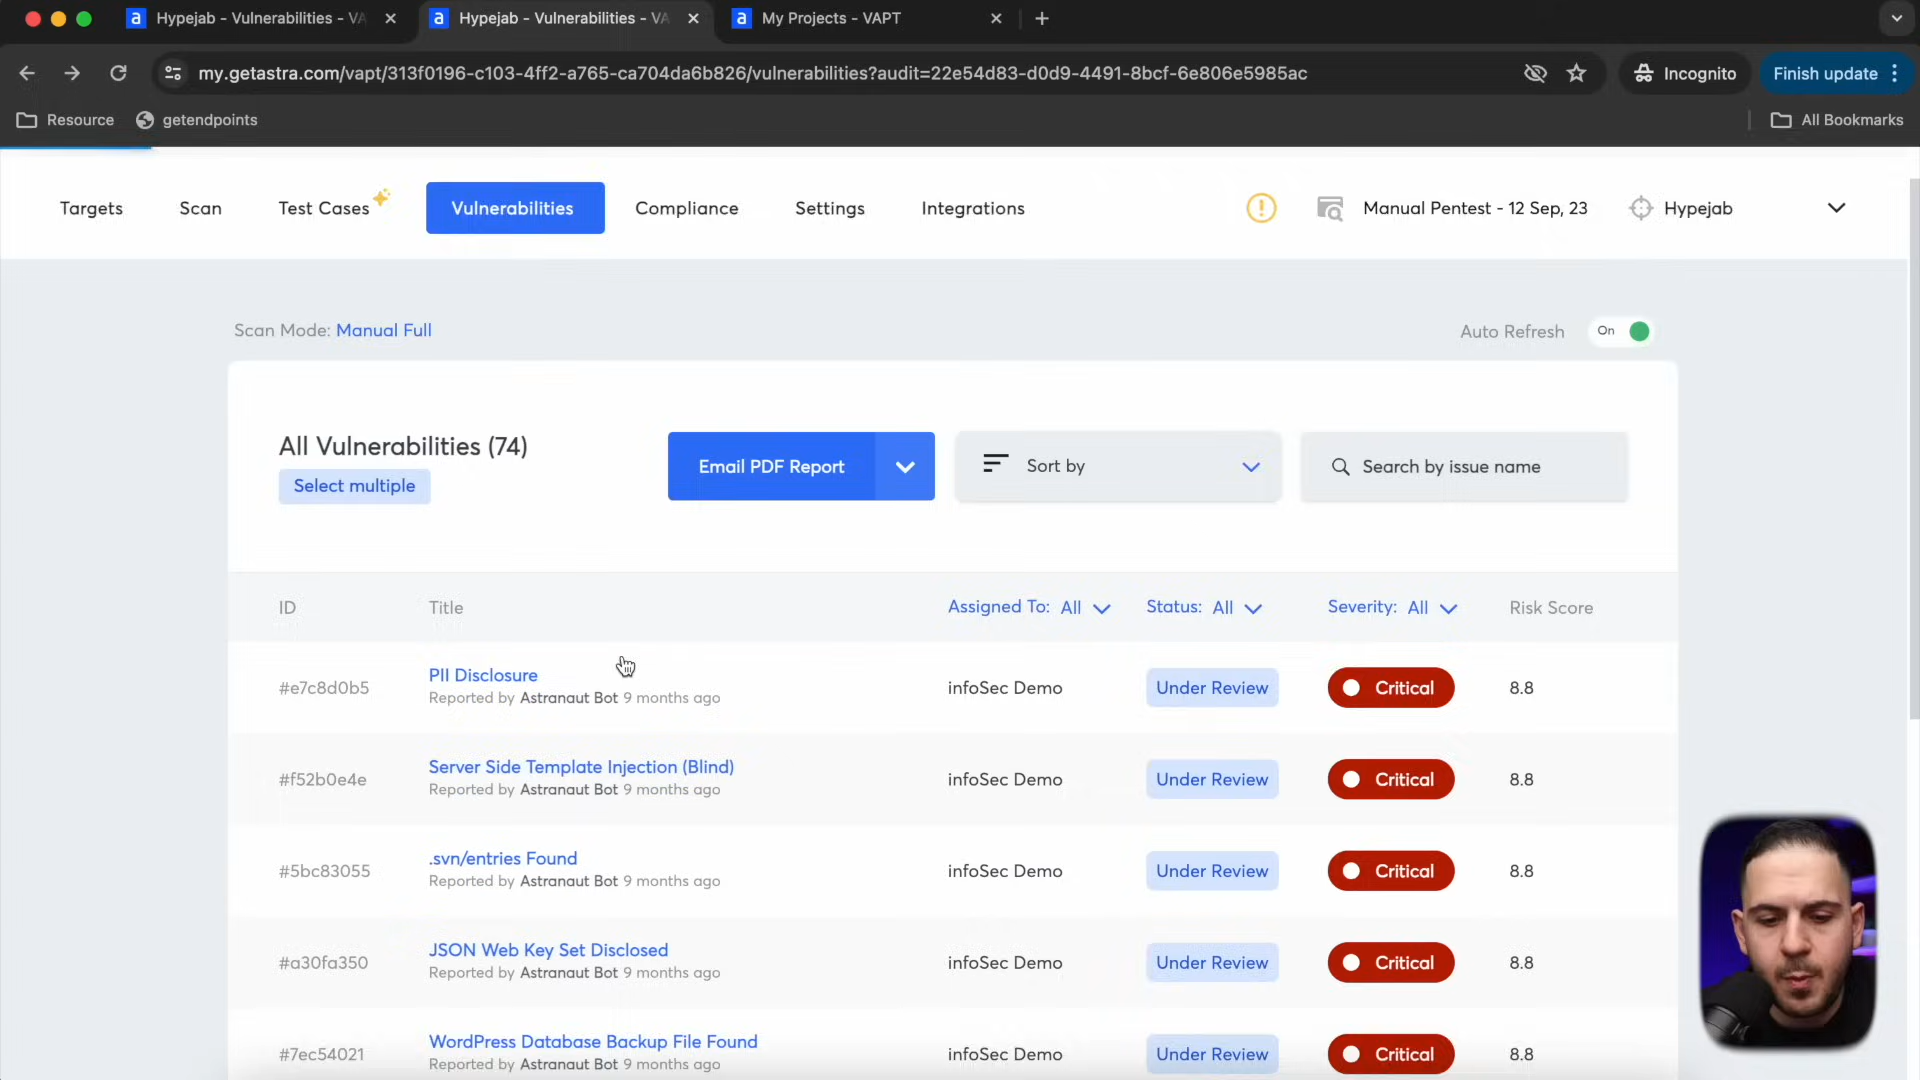 Hypejab - Vulnerabilities - VA
Hypejab - Vulnerabilities - VA
My Projects - VAPT
my.getastra.com/vapt/313f0196-c103-4ff2-a765-ca704da6b826/vulnerabilities?audit=22e54d83-d0d9-4491-8bcf-6e806e5985ac
Incognito
Finish update
Resource
getendpoints
All Bookmarks
Targets
Scan
Test Cases
Vulnerabilities
Compliance
Settings
Integrations
Manual Pentest - 12 Sep, 23
Hypejab
Scan Mode: Manual Full
Auto Refresh
On
All Vulnerabilities (74)
Select multiple
Email PDF Report
Sort by
Search by issue name
ID
Title
Assigned To: All
Status: All
Severity: All
Risk Score
#e7c8d0b5
PII Disclosure
Reported by Astranaut Bot 9 months ago
infoSec Demo
Under Review
Critical
8.8
#f52b0e4e
Server Side Template Injection (Blind)
Reported by Astranaut Bot 9 months ago
infoSec Demo
Under Review
Critical
8.8
#5bc83055
.svn/entries Found
Reported by Astranaut Bot 9 months ago
infoSec Demo
Under Review
Critical
8.8
#a30fa350
JSON Web Key Set Disclosed
Reported by Astranaut Bot 9 months ago
infoSec Demo
Under Review
Critical
8.8
#7ec54021
WordPress Database Backup File Found
Reported by Astranaut Bot 9 months ago
infoSec Demo
Under Review
Critical
8.8